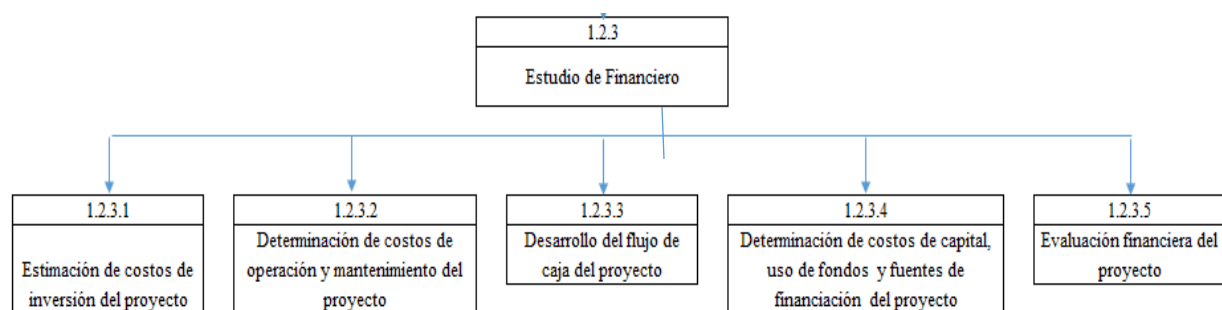 1.2.3
Estudio de Financiero
1.2.3.1
Estimación de costos de
inversión del proyecto
1.2.3.2
Determinación de costos de
operación y mantenimiento del
proyecto
1.2.3.3
Desarrollo del flujo de
caja del proyecto
1.2.3.4
Determinación de costos de capital,
uso de fondos y fuentes de
financiación del proyecto
1.2.3.5
Evaluación financiera del
proyecto